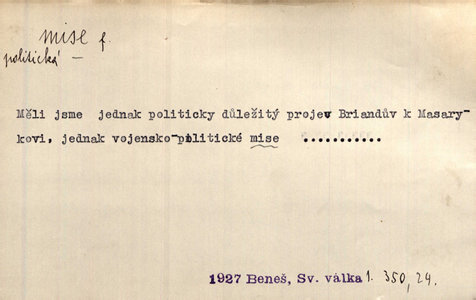 mise f.
politická —
Měli jsme jednak politicky důležitý projev Briandův k Masary-
kovi, jednak vojensko-politické mise ...........
1927 Beneš, Sv. válka 1. 350, 24.